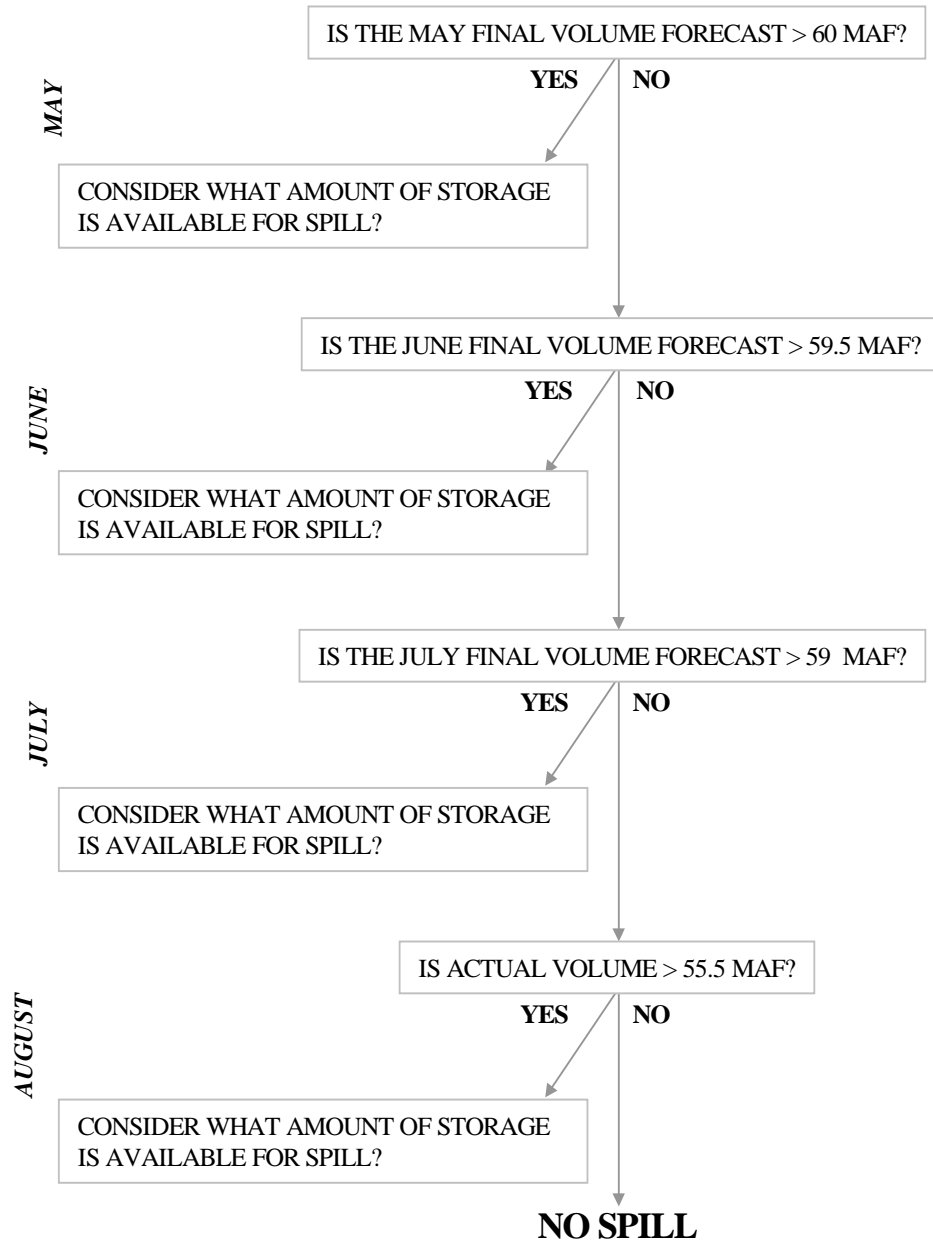 IS THE MAY FINAL VOLUME FORECAST > 60 MAF?
YES NO
MAY
CONSIDER WHAT AMOUNT OF STORAGE
IS AVAILABLE FOR SPILL?
IS THE JUNE FINAL VOLUME FORECAST > 59.5 MAF?
YES NO
JUNE
CONSIDER WHAT AMOUNT OF STORAGE
IS AVAILABLE FOR SPILL?
IS THE JULY FINAL VOLUME FORECAST > 59 MAF?
YES NO
JULY
CONSIDER WHAT AMOUNT OF STORAGE
IS AVAILABLE FOR SPILL?
IS ACTUAL VOLUME > 55.5 MAF?
YES NO
AUGUST
CONSIDER WHAT AMOUNT OF STORAGE
IS AVAILABLE FOR SPILL?
NO SPILL